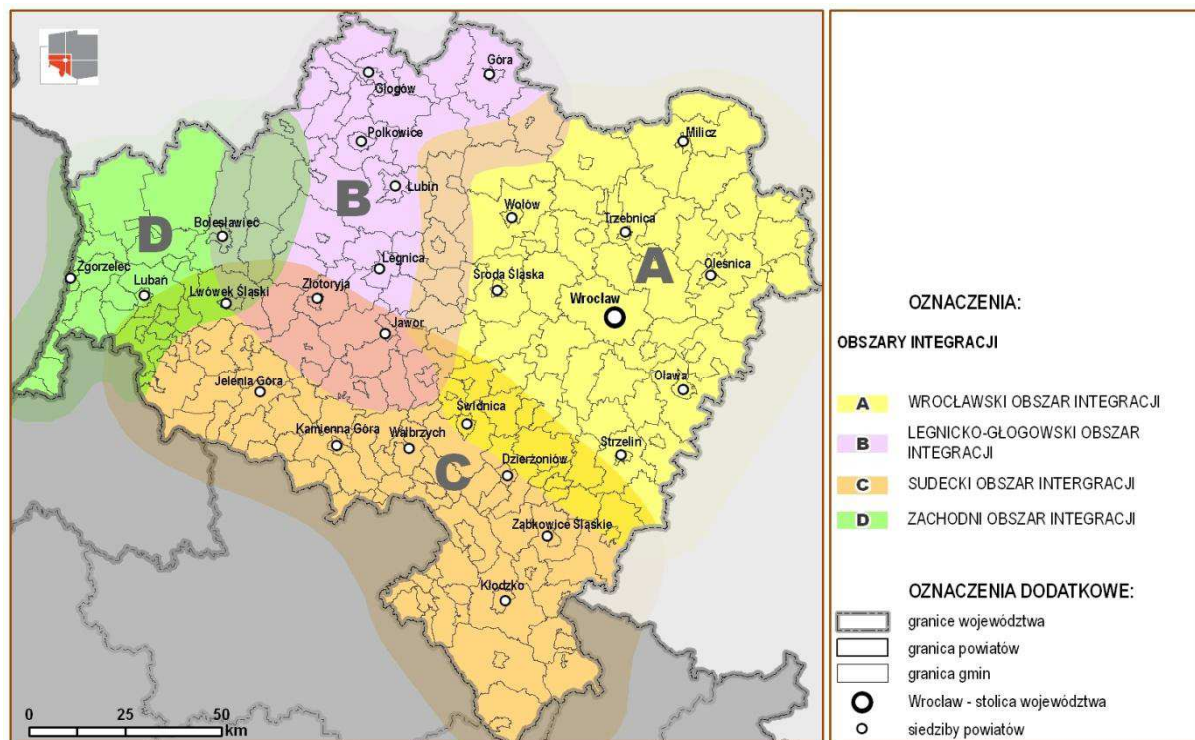 Góra
Głogów
Polkowice
Milicz
Lubin
B
Wołów
Trzebnica
Bolesławiec
D
A
Legnica
Zgorzelec
Środa Śląska
Oleśnica
Lubań
Lwówek Śląski
Złotoryja
Wrocław
Jawor
Jelenia Góra
Oława
Świdnica
Kamienna Góra
Wałbrzych
Strzelin
C
Dzierżoniów
Ząbkowice Śląskie
Kłodzko
0 25 50
km
OZNACZENIA:
OBSZARY INTEGRACJI
A WROCŁAWSKI OBSZAR INTEGRACJI
B LEGNICKO-GŁOGOWSKI OBSZAR
INTEGRACJI
C SUDECKI OBSZAR INTERGRACJI
D ZACHODNI OBSZAR INTEGRACJI
OZNACZENIA DODATKOWE:
granice województwa
granica powiatów
granica gmin
Wrocław - stolica województwa
siedziby powiatów